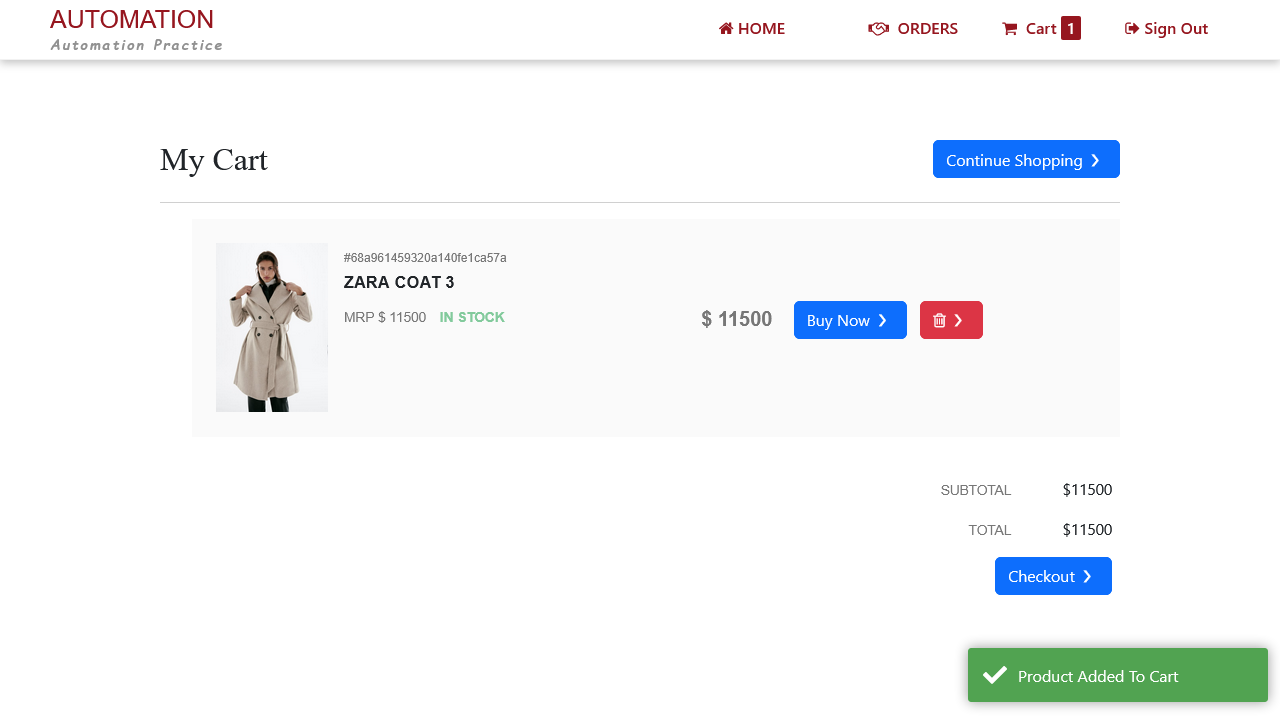 AUTOMATION
Automation Practice
HOME
ORDERS
Cart 1
Sign Out
My Cart
Continue Shopping
#68a961459320a140fe1ca57a
ZARA COAT 3
MRP $ 11500 IN STOCK
$ 11500
Buy Now
SUBTOTAL $11500
TOTAL $11500
Checkout
Product Added To Cart